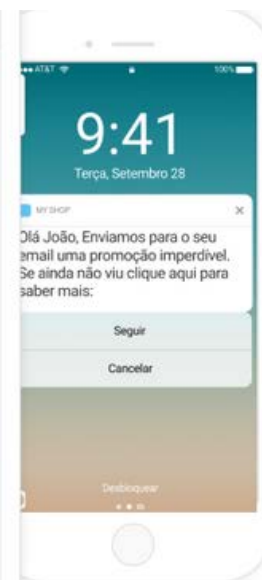 AT&T 100%
9:41
Terça, Setembro 28
MY SHOP
Olá João, Enviamos para o seu
email uma promoção imperdível.
Se ainda não viu clique aqui para
saber mais:
Seguir
Cancelar
Desbloquear